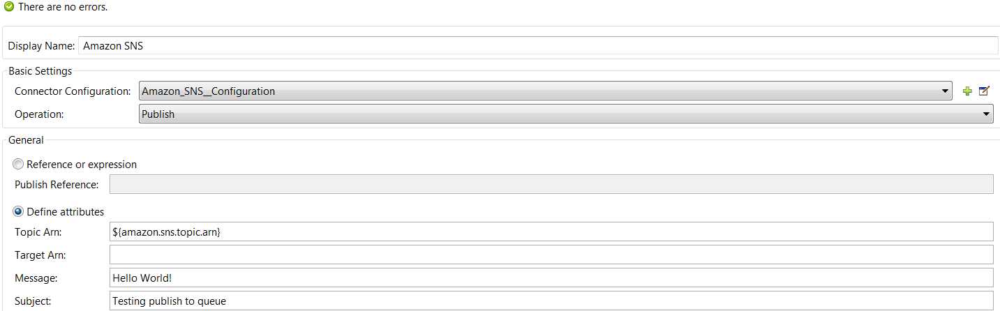 There are no errors.
Display Name: Amazon SNS
Basic Settings
Connector Configuration: Amazon_SNS__Configuration
Operation: Publish
General
Reference or expression
Publish Reference:
Define attributes
Topic Arn: ${amazon.sns.topic.arn}
Target Arn:
Message: Hello World!
Subject: Testing publish to queue